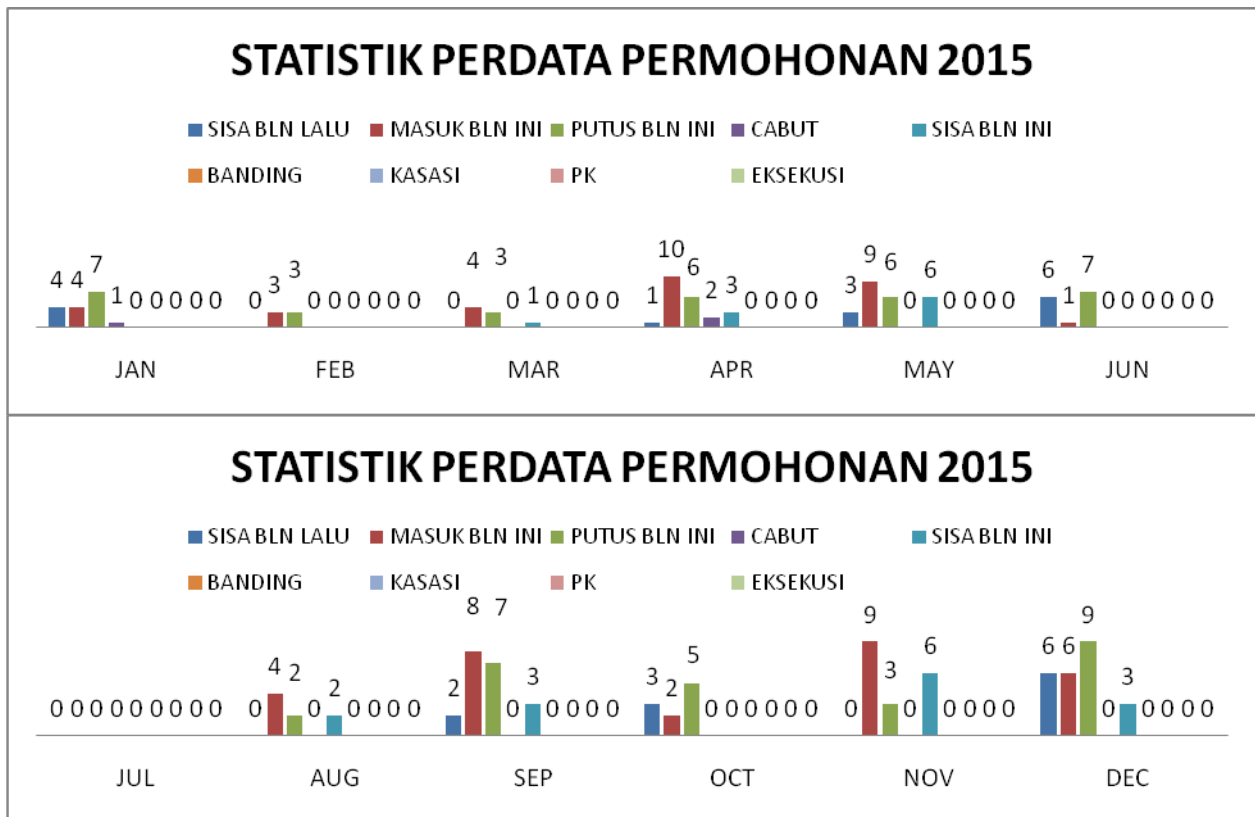 STATISTIK PERDATA PERMOHONAN 2015
SISA BLN LALU MASUK BLN INI PUTUS BLN INI CABUT SISA BLN INI
BANDING KASASI PK EKSEKUSI
4 4 7 1 0 0 0 0 0 0 3 3 0 0 0 0 0 0 0 4 3 0 1 0 0 0 0 1 10 6 2 3 0 0 0 0 3 9 6 0 6 0 0 0 0 6 1 7 0 0 0 0 0 0
JAN FEB MAR APR MAY JUN
STATISTIK PERDATA PERMOHONAN 2015
SISA BLN LALU MASUK BLN INI PUTUS BLN INI CABUT SISA BLN INI
BANDING KASASI PK EKSEKUSI
0 0 0 0 0 0 0 0 0 0 4 2 0 2 0 0 0 0 2 8 7 0 3 0 0 0 0 3 2 5 0 0 0 0 0 0 0 9 3 0 6 0 0 0 0 6 6 9 0 3 0 0 0 0
JUL AUG SEP OCT NOV DEC